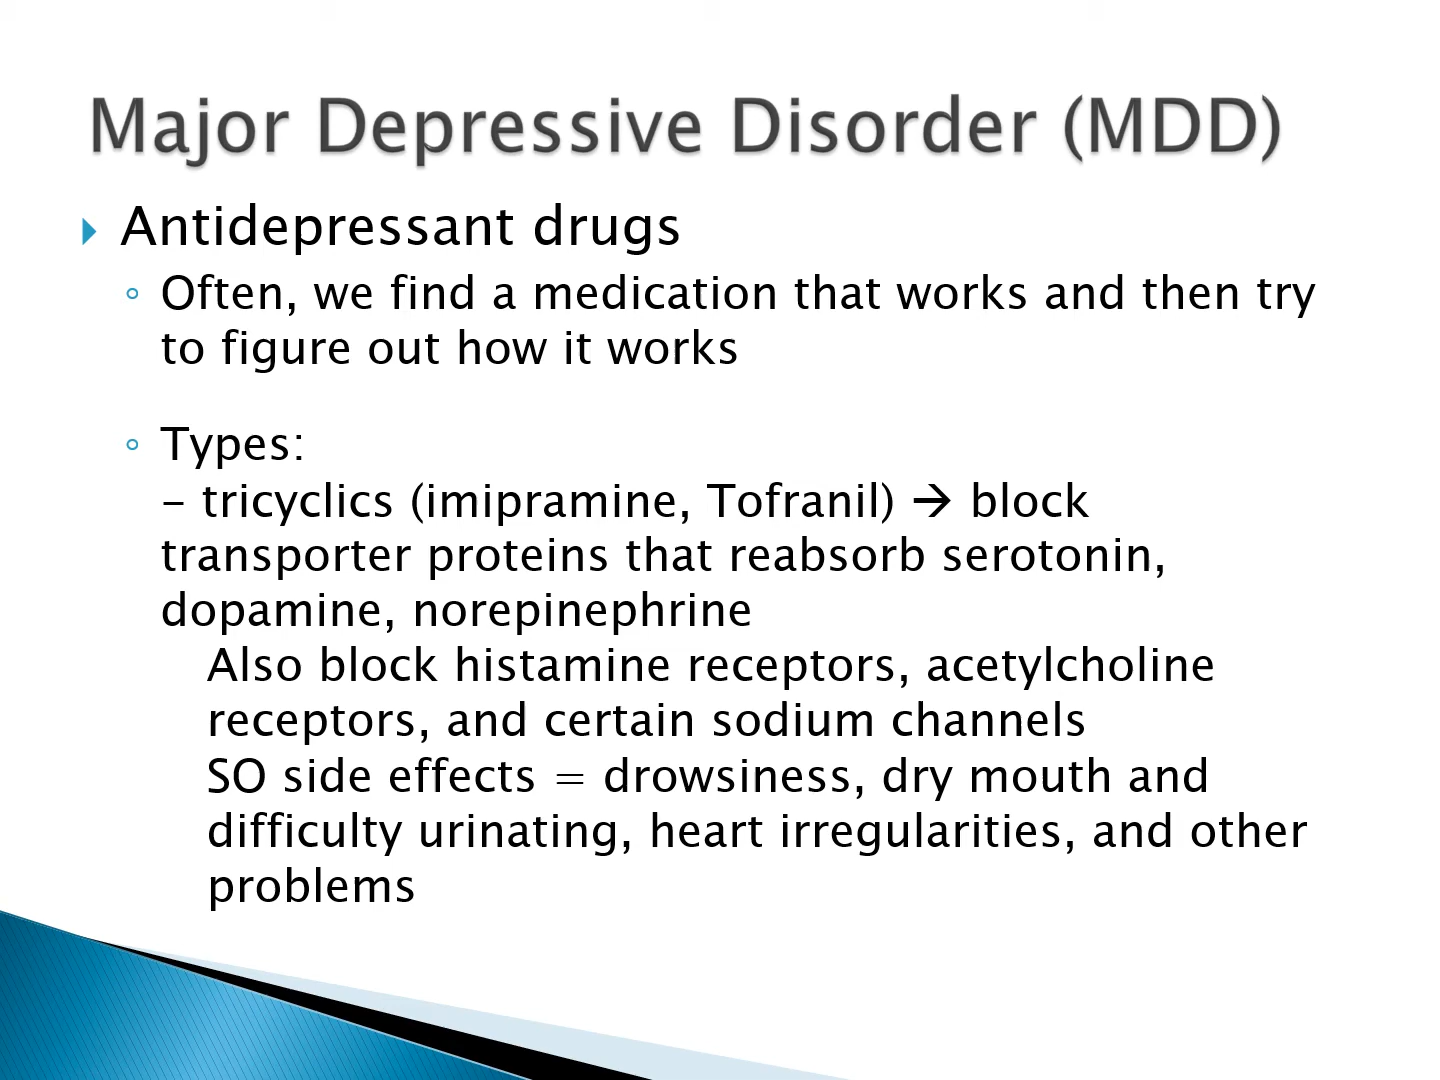 Major Depressive Disorder (MDD)
Antidepressant drugs
Often, we find a medication that works and then try
to figure out how it works
Types:
- tricyclics (imipramine, Tofranil) → block
transporter proteins that reabsorb serotonin,
dopamine, norepinephrine
Also block histamine receptors, acetylcholine
receptors, and certain sodium channels
SO side effects = drowsiness, dry mouth and
difficulty urinating, heart irregularities, and other
problems